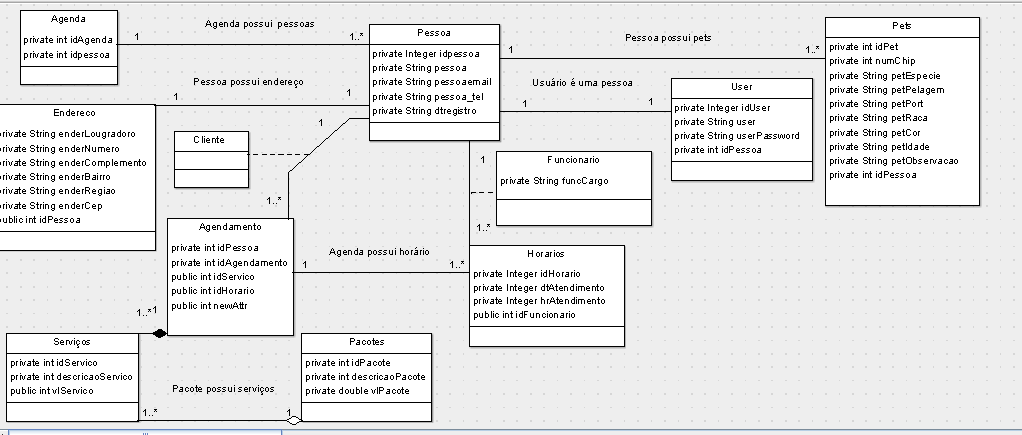 Agenda
private int idAgenda
private int idpessoa
Agenda possui pessoas
1
1..*
Pessoa
private Integer idpessoa
private String pessoa
private String pessoaemail
private String pessoa_tel
private String dtregistro
1
Pessoa possui pets
1..*
Pets
private int idPet
private int numChip
private String petEspecie
private String petPelagem
private String petPort
private String petRaca
private String petCor
private String petIdade
private String petObservacao
private int idPessoa
Pessoa possui endereço
1
1
Usuário é uma pessoa
1
1
User
private Integer idUser
private String user
private String userPassword
private int idPessoa
Endereco
private String enderLougradoro
private String enderNumero
private String enderComplemento
private String enderBairro
private String enderRegiao
private String enderCep
public int idPessoa
Cliente
1
1..*
1
Funcionario
private String funcCargo
1..*
Agendamento
private int idPessoa
private int idAgendamento
public int idServico
public int idHorario
public int newAttr
Agenda possui horário
1
1..*
Horarios
private Integer idHorario
private Integer dtAtendimento
private Integer hrAtendimento
public int idFuncionario
1..*
1
Serviços
private int idServico
private int descricaoServico
public int vlServico
Pacote possui serviços
1..*
1
Pacotes
private int idPacote
private int descricaoPacote
private double vlPacote